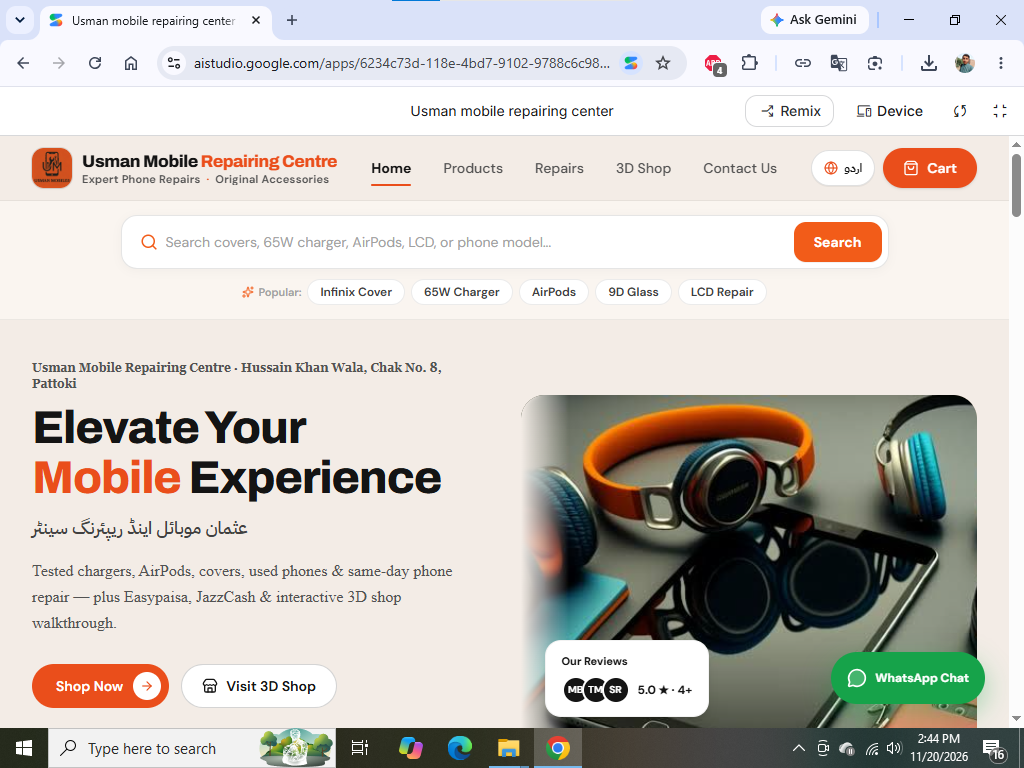 Usman mobile repairing center
Ask Gemini
aistudio.google.com/apps/6234c73d-118e-4bd7-9102-9788c6c98...
4
Usman mobile repairing center
Remix
Device
Usman Mobile Repairing Centre
Expert Phone Repairs · Original Accessories
Home
Products
Repairs
3D Shop
Contact Us
اردو
Cart
Search covers, 65W charger, AirPods, LCD, or phone model...
Search
Popular:
Infinix Cover
65W Charger
AirPods
9D Glass
LCD Repair
Usman Mobile Repairing Centre · Hussain Khan Wala, Chak No. 8,
Pattoki
Elevate Your
Mobile Experience
عثمان موبائل اینڈ ریپئرنگ سینٹر
Tested chargers, AirPods, covers, used phones & same-day phone
repair — plus Easypaisa, JazzCash & interactive 3D shop
walkthrough.
Shop Now
Visit 3D Shop
Our Reviews
MB TM SR 5.0 ★ · 4+
WhatsApp Chat
Type here to search
2:44 PM
11/20/2026
16